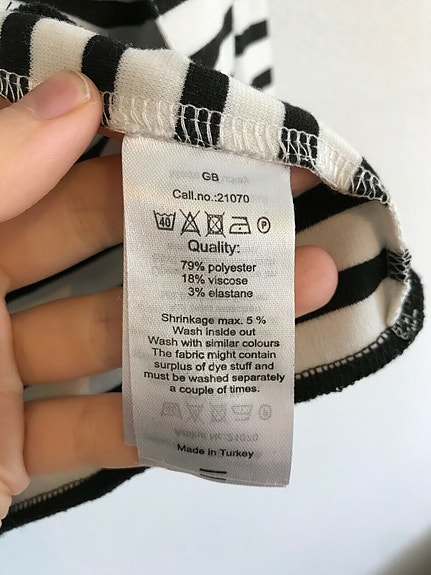 GB
Call.no.:21070
40 P
Quality:
79% polyester
18% viscose
3% elastane
Shrinkage max. 5 %
Wash inside out
Wash with similar colours
The fabric might contain
surplus of dye stuff and
must be washed separately
a couple of times.
Made in Turkey